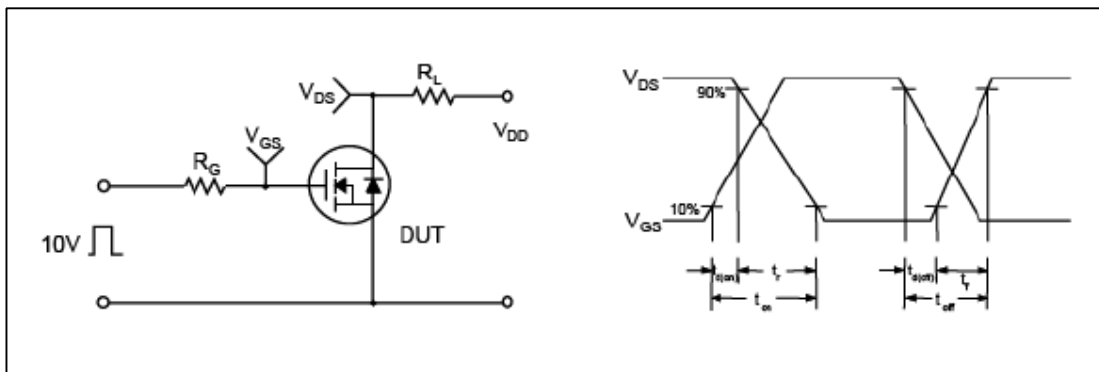 V_DS
R_L
V_DD
V_GS
R_G
10V
DUT
V_DS
90%
10%
V_GS
t_d(on)
t_r
t_on
t_d(off)
t_f
t_off